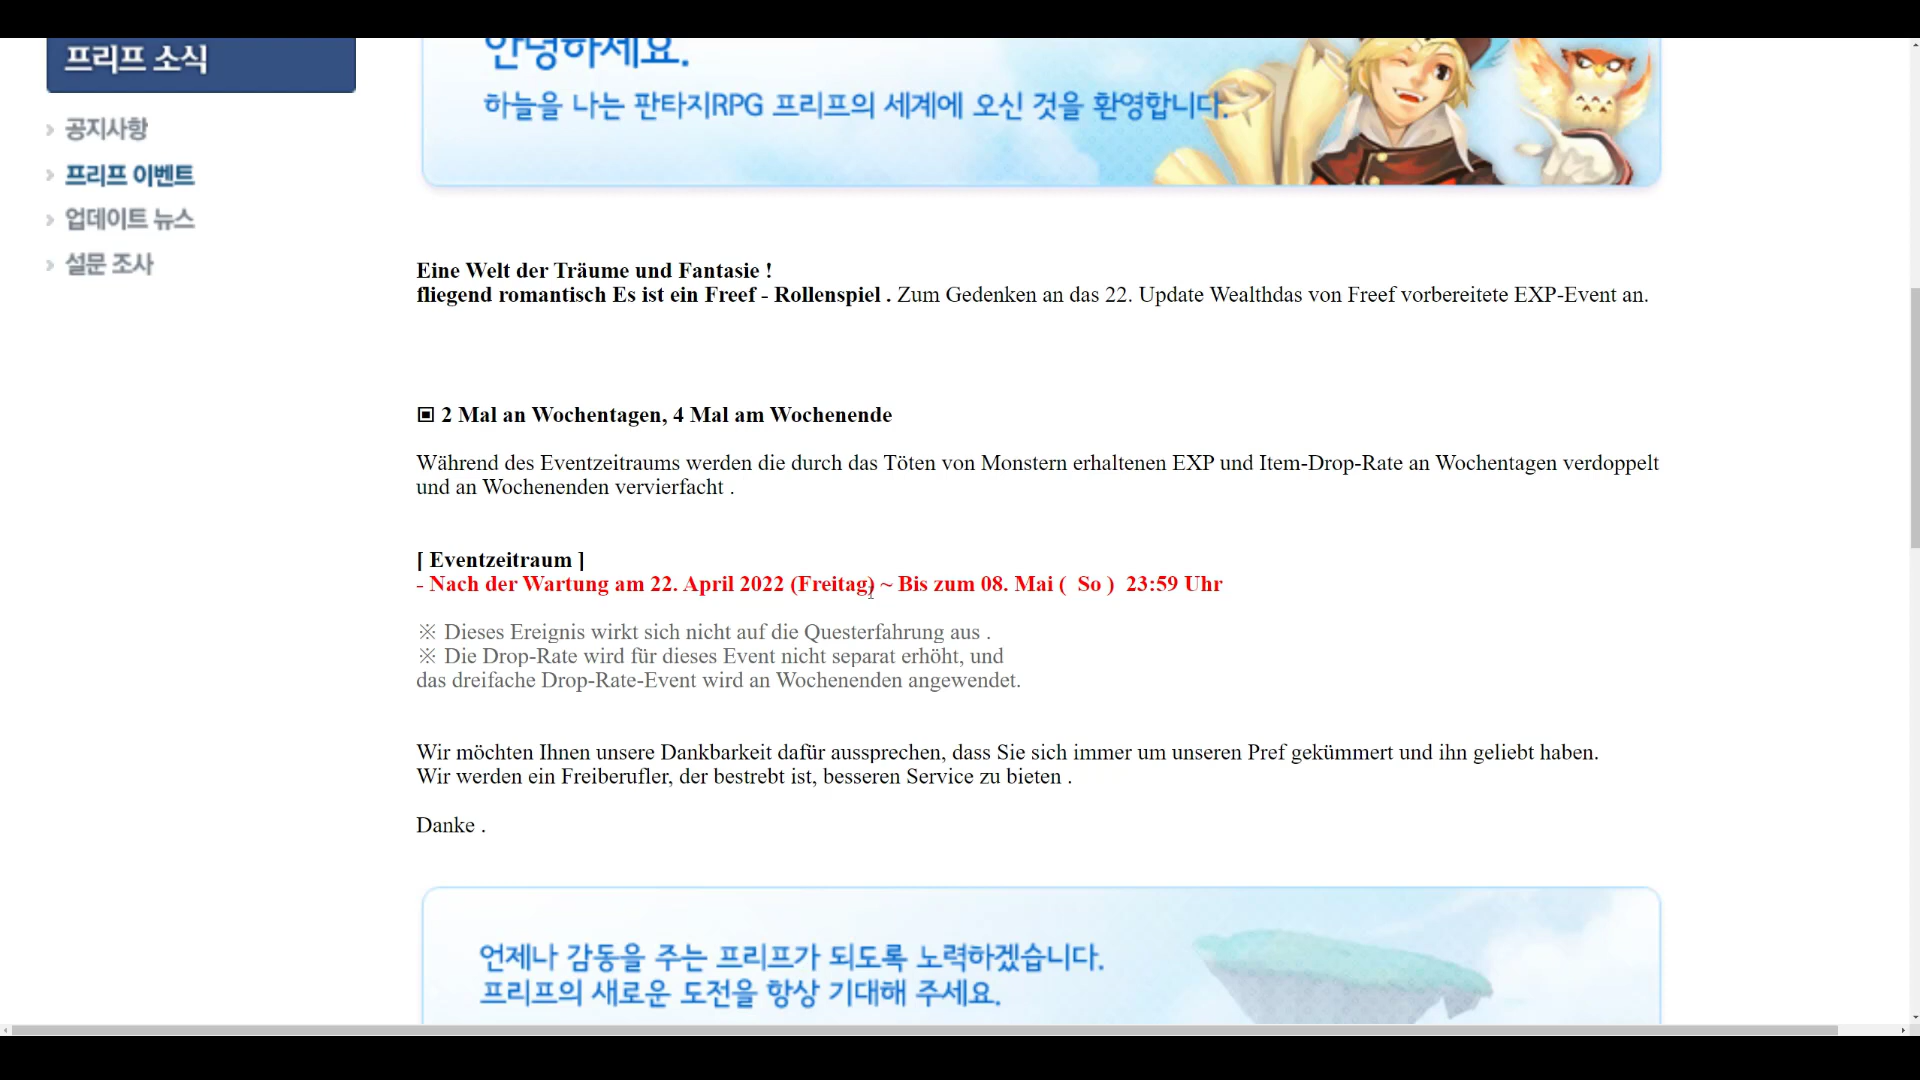 프리프 소식
공지사항
프리프 이벤트
업데이트 뉴스
설문 조사
안녕하세요.
하늘을 나는 판타지RPG 프리프의 세계에 오신 것을 환영합니다.
Eine Welt der Träume und Fantasie !
fliegend romantisch Es ist ein Freef - Rollenspiel . Zum Gedenken an das 22. Update Wealthdas von Freef vorbereitete EXP-Event an.
▣ 2 Mal an Wochentagen, 4 Mal am Wochenende
Während des Eventzeitraums werden die durch das Töten von Monstern erhaltenen EXP und Item-Drop-Rate an Wochentagen verdoppelt
und an Wochenenden vervierfacht .
[ Eventzeitraum ]
- Nach der Wartung am 22. April 2022 (Freitag) ~ Bis zum 08. Mai ( So ) 23:59 Uhr
※ Dieses Ereignis wirkt sich nicht auf die Questerfahrung aus .
※ Die Drop-Rate wird für dieses Event nicht separat erhöht, und
das dreifache Drop-Rate-Event wird an Wochenenden angewendet.
Wir möchten Ihnen unsere Dankbarkeit dafür aussprechen, dass Sie sich immer um unseren Pref gekümmert und ihn geliebt haben.
Wir werden ein Freiberufler, der bestrebt ist, besseren Service zu bieten .
Danke .
언제나 감동을 주는 프리프가 되도록 노력하겠습니다.
프리프의 새로운 도전을 항상 기대해 주세요.